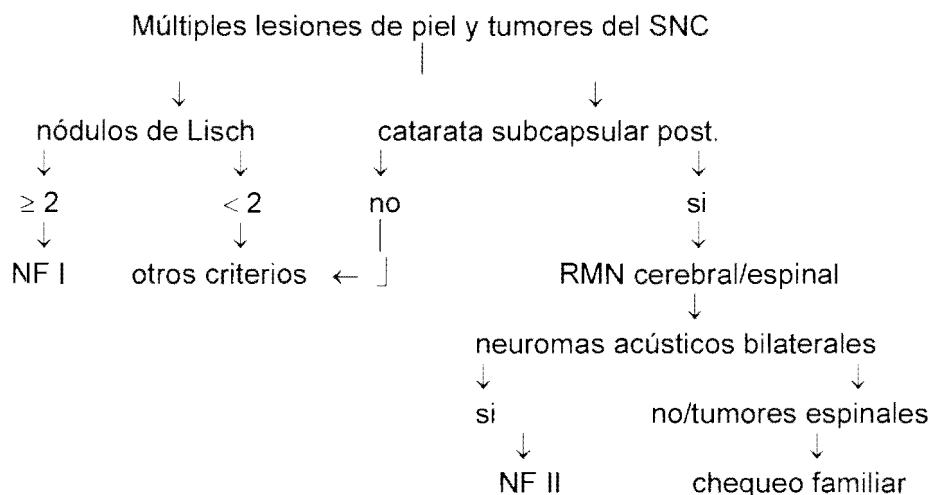 Múltiples lesiones de piel y tumores del SNC
nódulos de Lisch catarata subcapsular post.
≥ 2 < 2 no si
NF I otros criterios ← RMN cerebral/espinal
neuromas acústicos bilaterales
si no/tumores espinales
NF II chequeo familiar